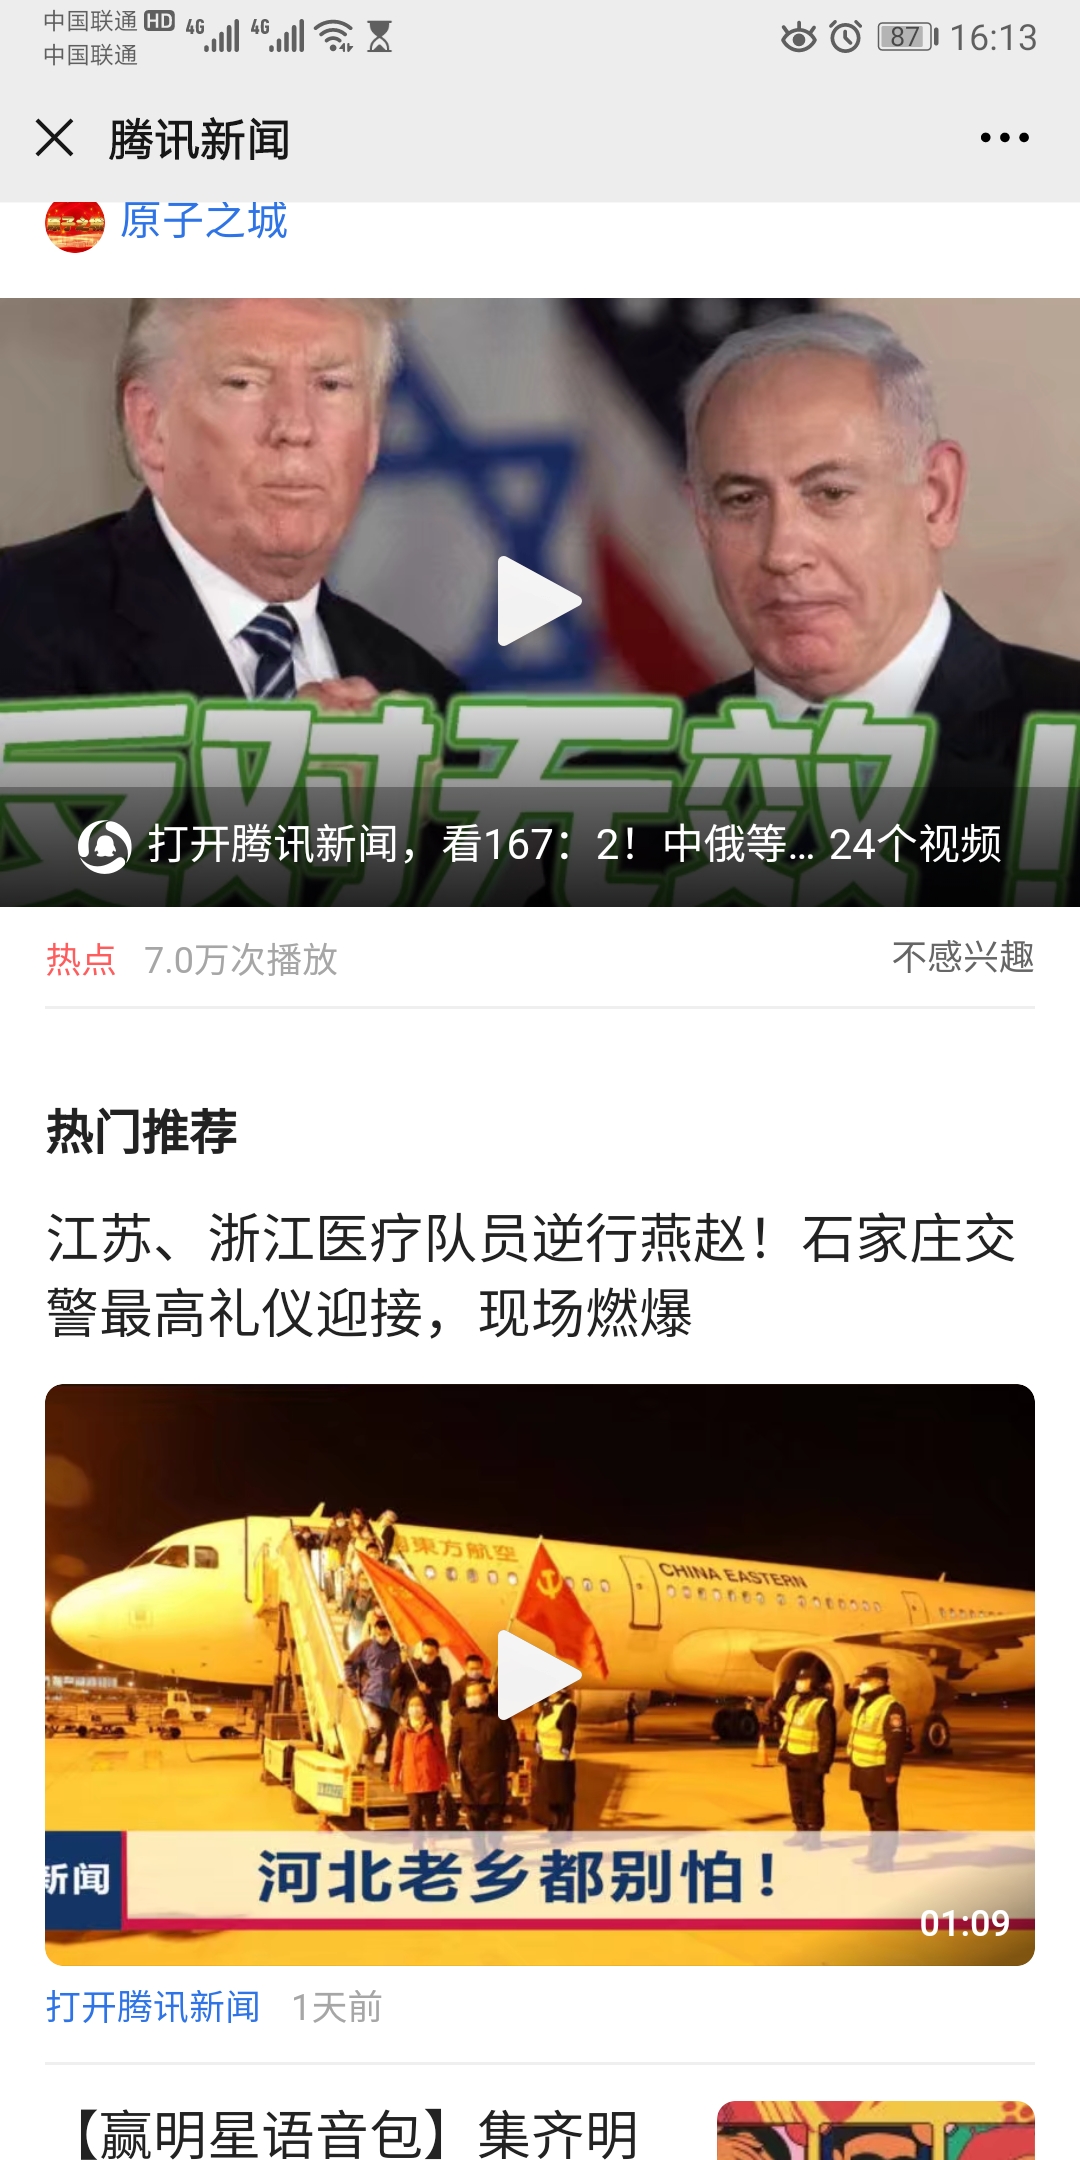 中国联通 HD 4G 4G 87 16:13
中国联通
腾讯新闻
原子之城
原子之城
反对无效！
打开腾讯新闻，看167：2！中俄等... 24个视频
热点 7.0万次播放 不感兴趣
热门推荐
江苏、浙江医疗队员逆行燕赵！石家庄交
警最高礼仪迎接，现场燃爆
東方航空 CHINA EASTERN
新闻 河北老乡都别怕！
01:09
打开腾讯新闻 1天前
【赢明星语音包】集齐明